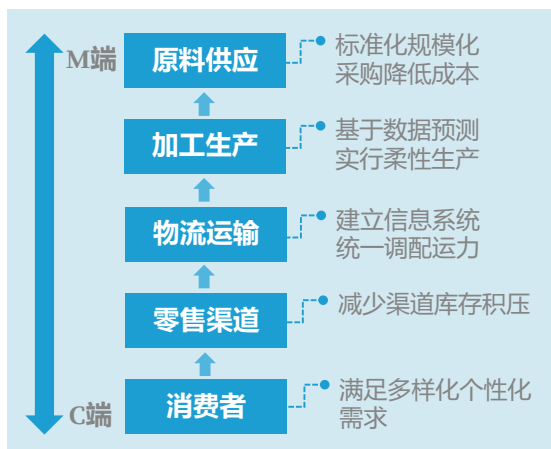 M端
原料供应
标准化规模化
采购降低成本
加工生产
基于数据预测
实行柔性生产
物流运输
建立信息系统
统一调配运力
零售渠道
减少渠道库存积压
C端
消费者
满足多样化个性化
需求